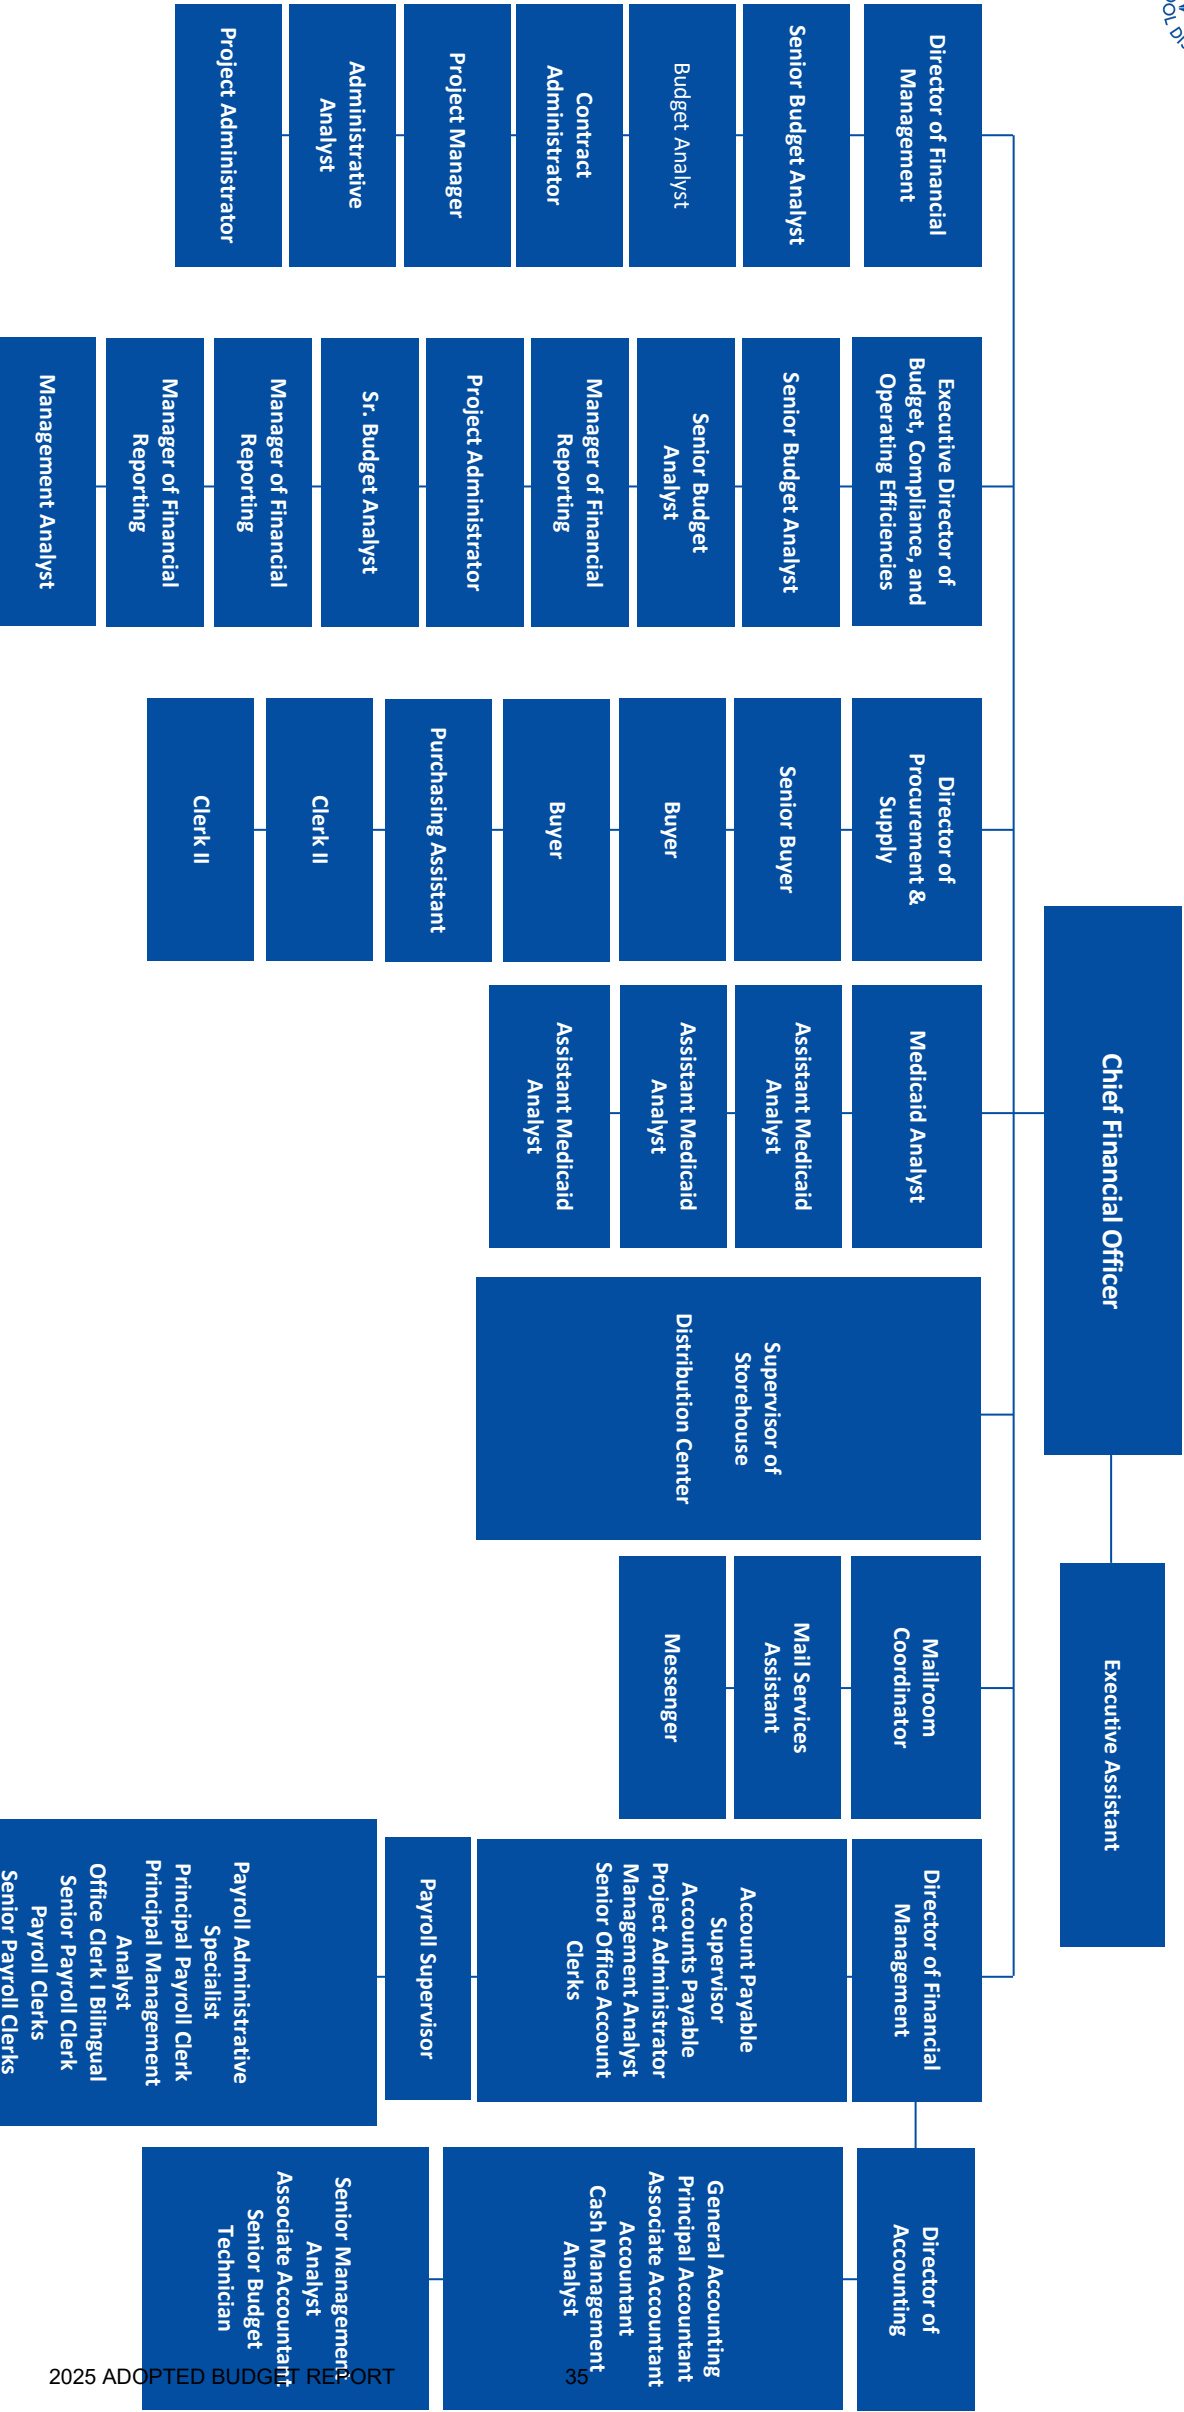 OOL DIS
Chief Financial Officer
Executive Assistant
Director of Financial
Management
Senior Budget Analyst
Budget Analyst
Contract
Administrator
Project Manager
Administrative
Analyst
Project Administrator
Executive Director of
Budget, Compliance, and
Operating Efficiencies
Senior Budget Analyst
Senior Budget
Analyst
Manager of Financial
Reporting
Project Administrator
Sr. Budget Analyst
Manager of Financial
Reporting
Manager of Financial
Reporting
Management Analyst
Director of
Procurement &
Supply
Senior Buyer
Buyer
Buyer
Purchasing Assistant
Clerk II
Clerk II
Medicaid Analyst
Assistant Medicaid
Analyst
Assistant Medicaid
Analyst
Assistant Medicaid
Analyst
Supervisor of
Storehouse
Distribution Center
Mailroom
Coordinator
Mail Services
Assistant
Messenger
Director of Financial
Management
Account Payable
Supervisor
Accounts Payable
Project Administrator
Management Analyst
Senior Office Account
Clerks
Payroll Supervisor
Payroll Administrative
Specialist
Principal Payroll Clerk
Principal Management
Analyst
Office Clerk I Bilingual
Senior Payroll Clerk
Payroll Clerks
Senior Payroll Clerks
Director of
Accounting
General Accounting
Principal Accountant
Associate Accountant
Accountant
Cash Management
Analyst
Senior Management
Analyst
Associate Accountant
Senior Budget
Technician
2025 ADOPTED BUDGET REPORT
35